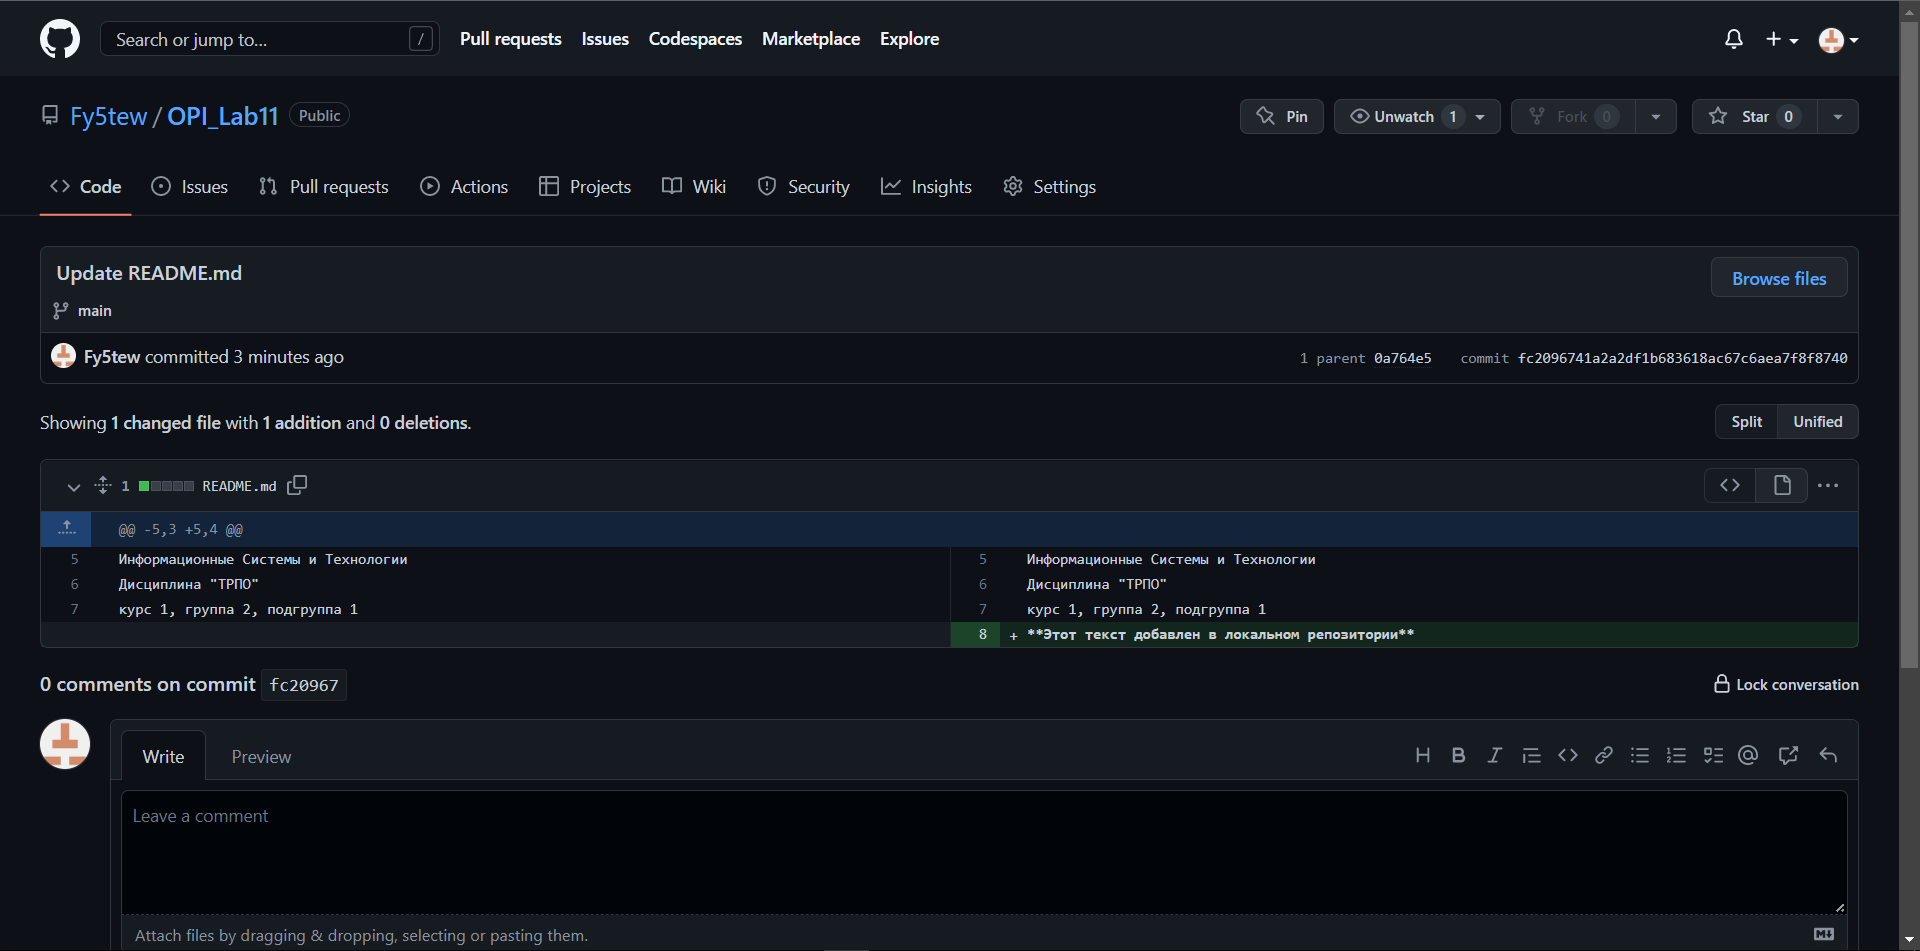 Search or jump to... /
Pull requests Issues Codespaces Marketplace Explore
Fy5tew / OPI_Lab11 Public
Pin Unwatch 1 Fork 0 Star 0
Code Issues Pull requests Actions Projects Wiki Security Insights Settings
Update README.md
Browse files
main
Fy5tew committed 3 minutes ago
1 parent 0a764e5 commit fc2096741a2a2df1b683618ac67c6aea7f8f8740
Showing 1 changed file with 1 addition and 0 deletions.
Split Unified
1 README.md
@@ -5,3 +5,4 @@
5 Информационные Системы и Технологии 5 Информационные Системы и Технологии
6 Дисциплина "ТРПО" 6 Дисциплина "ТРПО"
7 курс 1, группа 2, подгруппа 1 7 курс 1, группа 2, подгруппа 1
8 + **Этот текст добавлен в локальном репозитории**
0 comments on commit fc20967
Lock conversation
Write Preview
Leave a comment
Attach files by dragging & dropping, selecting or pasting them.